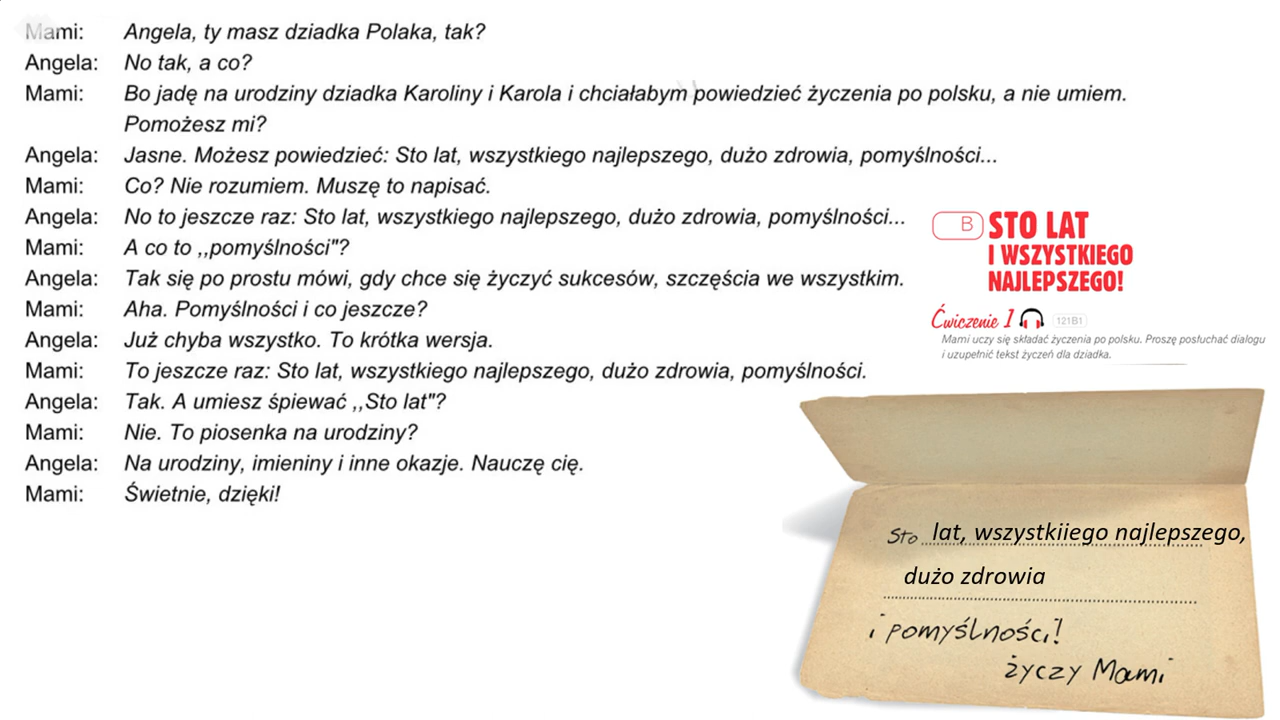 Mami: Angela, ty masz dziadka Polaka, tak?
Angela: No tak, a co?
Mami: Bo jadę na urodziny dziadka Karoliny i Karola i chciałabym powiedzieć życzenia po polsku, a nie umiem.
Pomożesz mi?
Angela: Jasne. Możesz powiedzieć: Sto lat, wszystkiego najlepszego, dużo zdrowia, pomyślności...
Mami: Co? Nie rozumiem. Muszę to napisać.
Angela: No to jeszcze raz: Sto lat, wszystkiego najlepszego, dużo zdrowia, pomyślności...
Mami: A co to ,,pomyślności"?
Angela: Tak się po prostu mówi, gdy chce się życzyć sukcesów, szczęścia we wszystkim.
Mami: Aha. Pomyślności i co jeszcze?
Angela: Już chyba wszystko. To krótka wersja.
Mami: To jeszcze raz: Sto lat, wszystkiego najlepszego, dużo zdrowia, pomyślności.
Angela: Tak. A umiesz śpiewać ,,Sto lat"?
Mami: Nie. To piosenka na urodziny?
Angela: Na urodziny, imieniny i inne okazje. Nauczę cię.
Mami: Świetnie, dzięki!
B STO LAT
I WSZYSTKIEGO
NAJLEPSZEGO!
Ćwiczenie 1 121B1
Mami uczy się składać życzenia po polsku. Proszę posłuchać dialogu
i uzupełnić tekst życzeń dla dziadka.
Sto lat, wszystkiiego najlepszego,
dużo zdrowia
i pomyślności!
życzy Mami